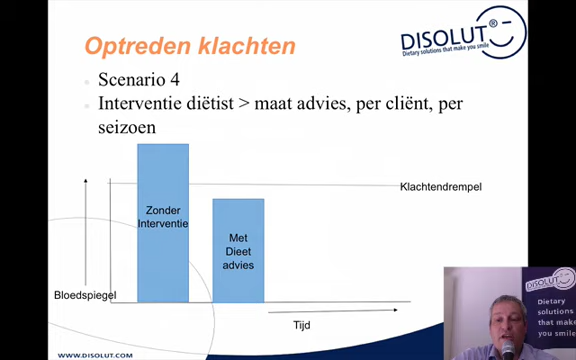 Optreden klachten
DISOLUT®
Dietary solutions that make you smile
Scenario 4
Interventie diëtist > maat advies, per cliënt, per
seizoen
Klachtendrempel
Zonder
Interventie
Met
Dieet
advies
Bloedspiegel
Tijd
WWW.DISOLUT.COM
DISOLUT
Dietary
solutions
that make
you smile